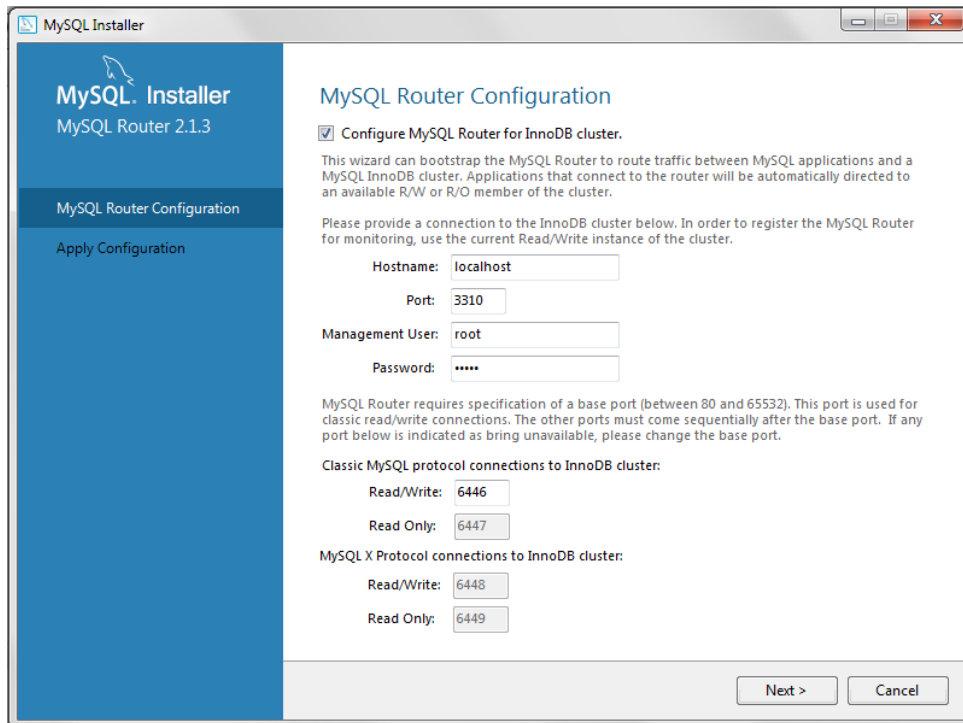 MySQL Installer
MySQL. Installer
MySQL Router 2.1.3
MySQL Router Configuration
Apply Configuration
MySQL Router Configuration
Configure MySQL Router for InnoDB cluster.
This wizard can bootstrap the MySQL Router to route traffic between MySQL applications and a
MySQL InnoDB cluster. Applications that connect to the router will be automatically directed to
an available R/W or R/O member of the cluster.
Please provide a connection to the InnoDB cluster below. In order to register the MySQL Router
for monitoring, use the current Read/Write instance of the cluster.
Hostname: localhost
Port: 3310
Management User: root
Password: •••••
MySQL Router requires specification of a base port (between 80 and 65532). This port is used for
classic read/write connections. The other ports must come sequentially after the base port.  If any
port below is indicated as bring unavailable, please change the base port.
Classic MySQL protocol connections to InnoDB cluster:
Read/Write: 6446
Read Only: 6447
MySQL X Protocol connections to InnoDB cluster:
Read/Write: 6448
Read Only: 6449
Next >
Cancel